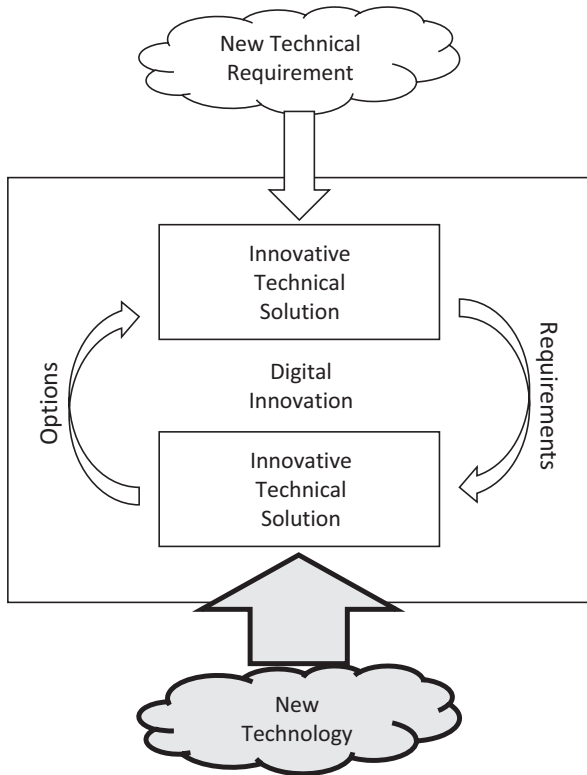 New Technical
Requirement
Innovative
Technical
Solution
Options
Requirements
Digital
Innovation
Innovative
Technical
Solution
New
Technology